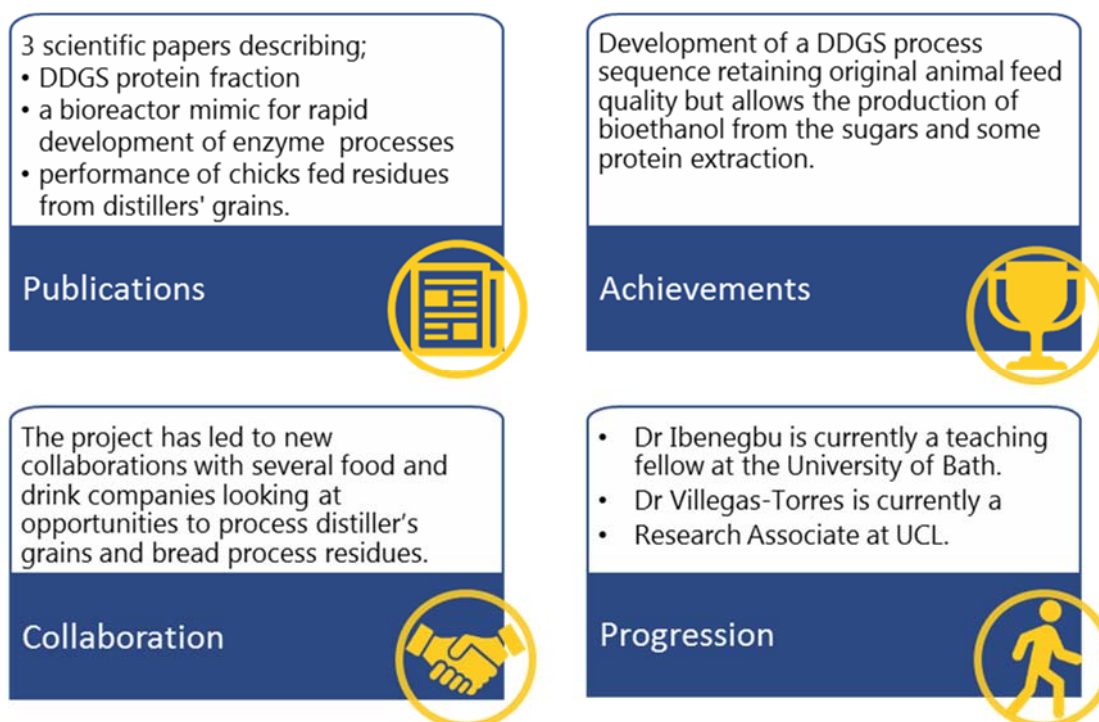 3 scientific papers describing;
• DDGS protein fraction
• a bioreactor mimic for rapid
development of enzyme processes
• performance of chicks fed residues
from distillers' grains.
Publications
Development of a DDGS process
sequence retaining original animal feed
quality but allows the production of
bioethanol from the sugars and some
protein extraction.
Achievements
The project has led to new
collaborations with several food and
drink companies looking at
opportunities to process distiller's
grains and bread process residues.
Collaboration
• Dr Ibenegbu is currently a teaching
fellow at the University of Bath.
• Dr Villegas-Torres is currently a
• Research Associate at UCL.
Progression